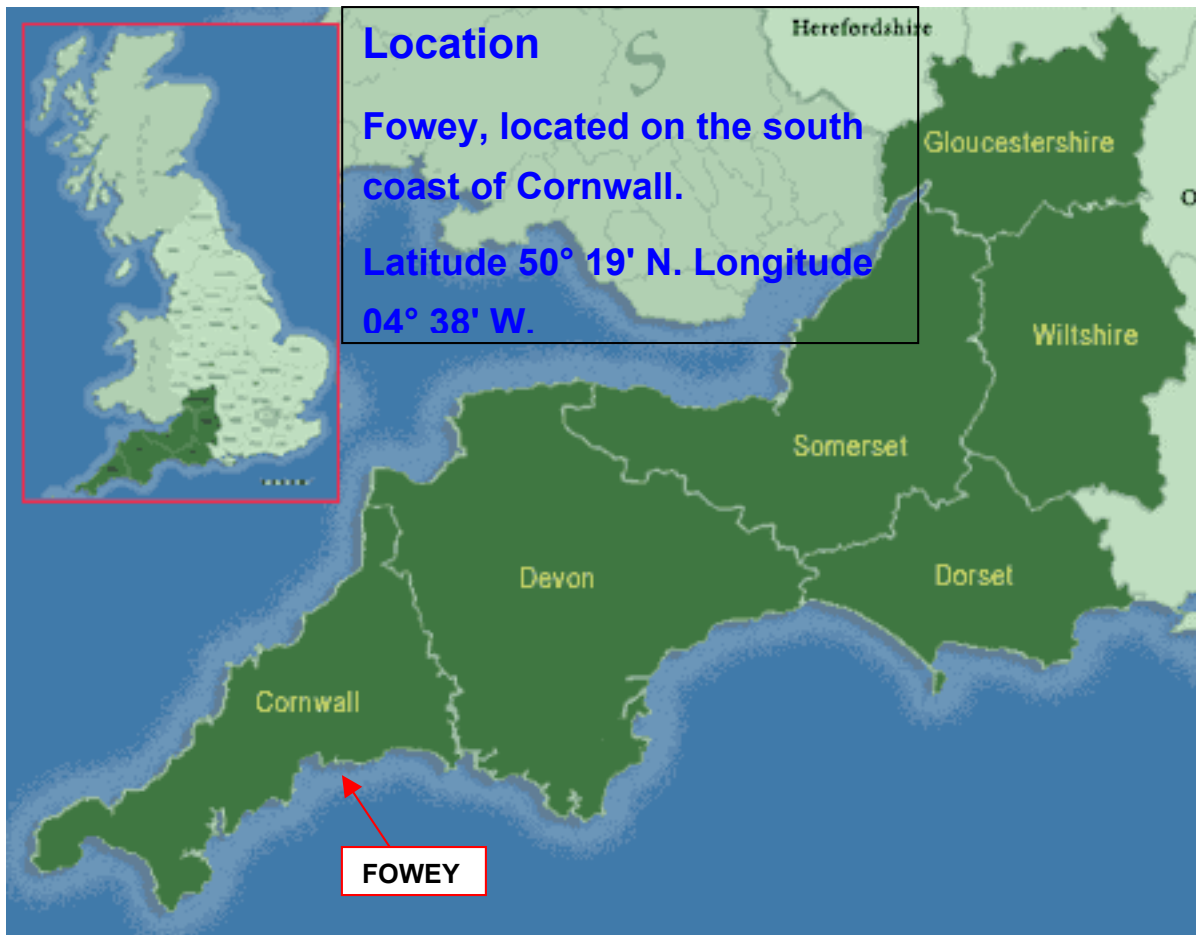 Location
Fowey, located on the south
coast of Cornwall.
Latitude 50° 19' N. Longitude
04° 38' W.
S
Herefordshire
Gloucestershire
O
Wiltshire
Somerset
Devon
Dorset
Cornwall
FOWEY